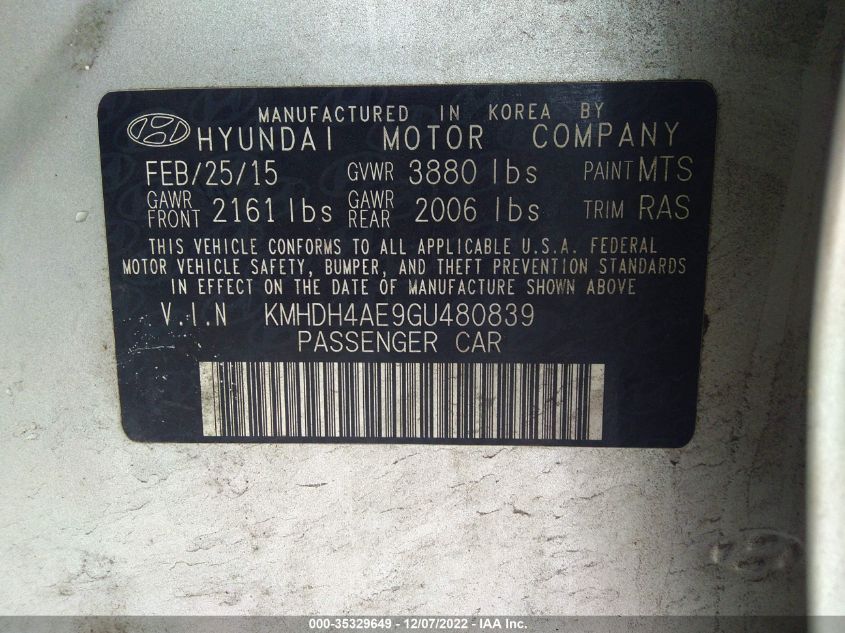 MANUFACTURED IN KOREA BY
HYUNDAI MOTOR COMPANY
FEB/25/15 GVWR 3880 lbs PAINT MTS
GAWR FRONT 2161 lbs GAWR REAR 2006 lbs TRIM RAS
THIS VEHICLE CONFORMS TO ALL APPLICABLE U.S.A. FEDERAL
MOTOR VEHICLE SAFETY, BUMPER, AND THEFT PREVENTION STANDARDS
IN EFFECT ON THE DATE OF MANUFACTURE SHOWN ABOVE
V.I.N KMHDH4AE9GU480839
PASSENGER CAR
000-35329649 - 12/07/2022 - IAA Inc.